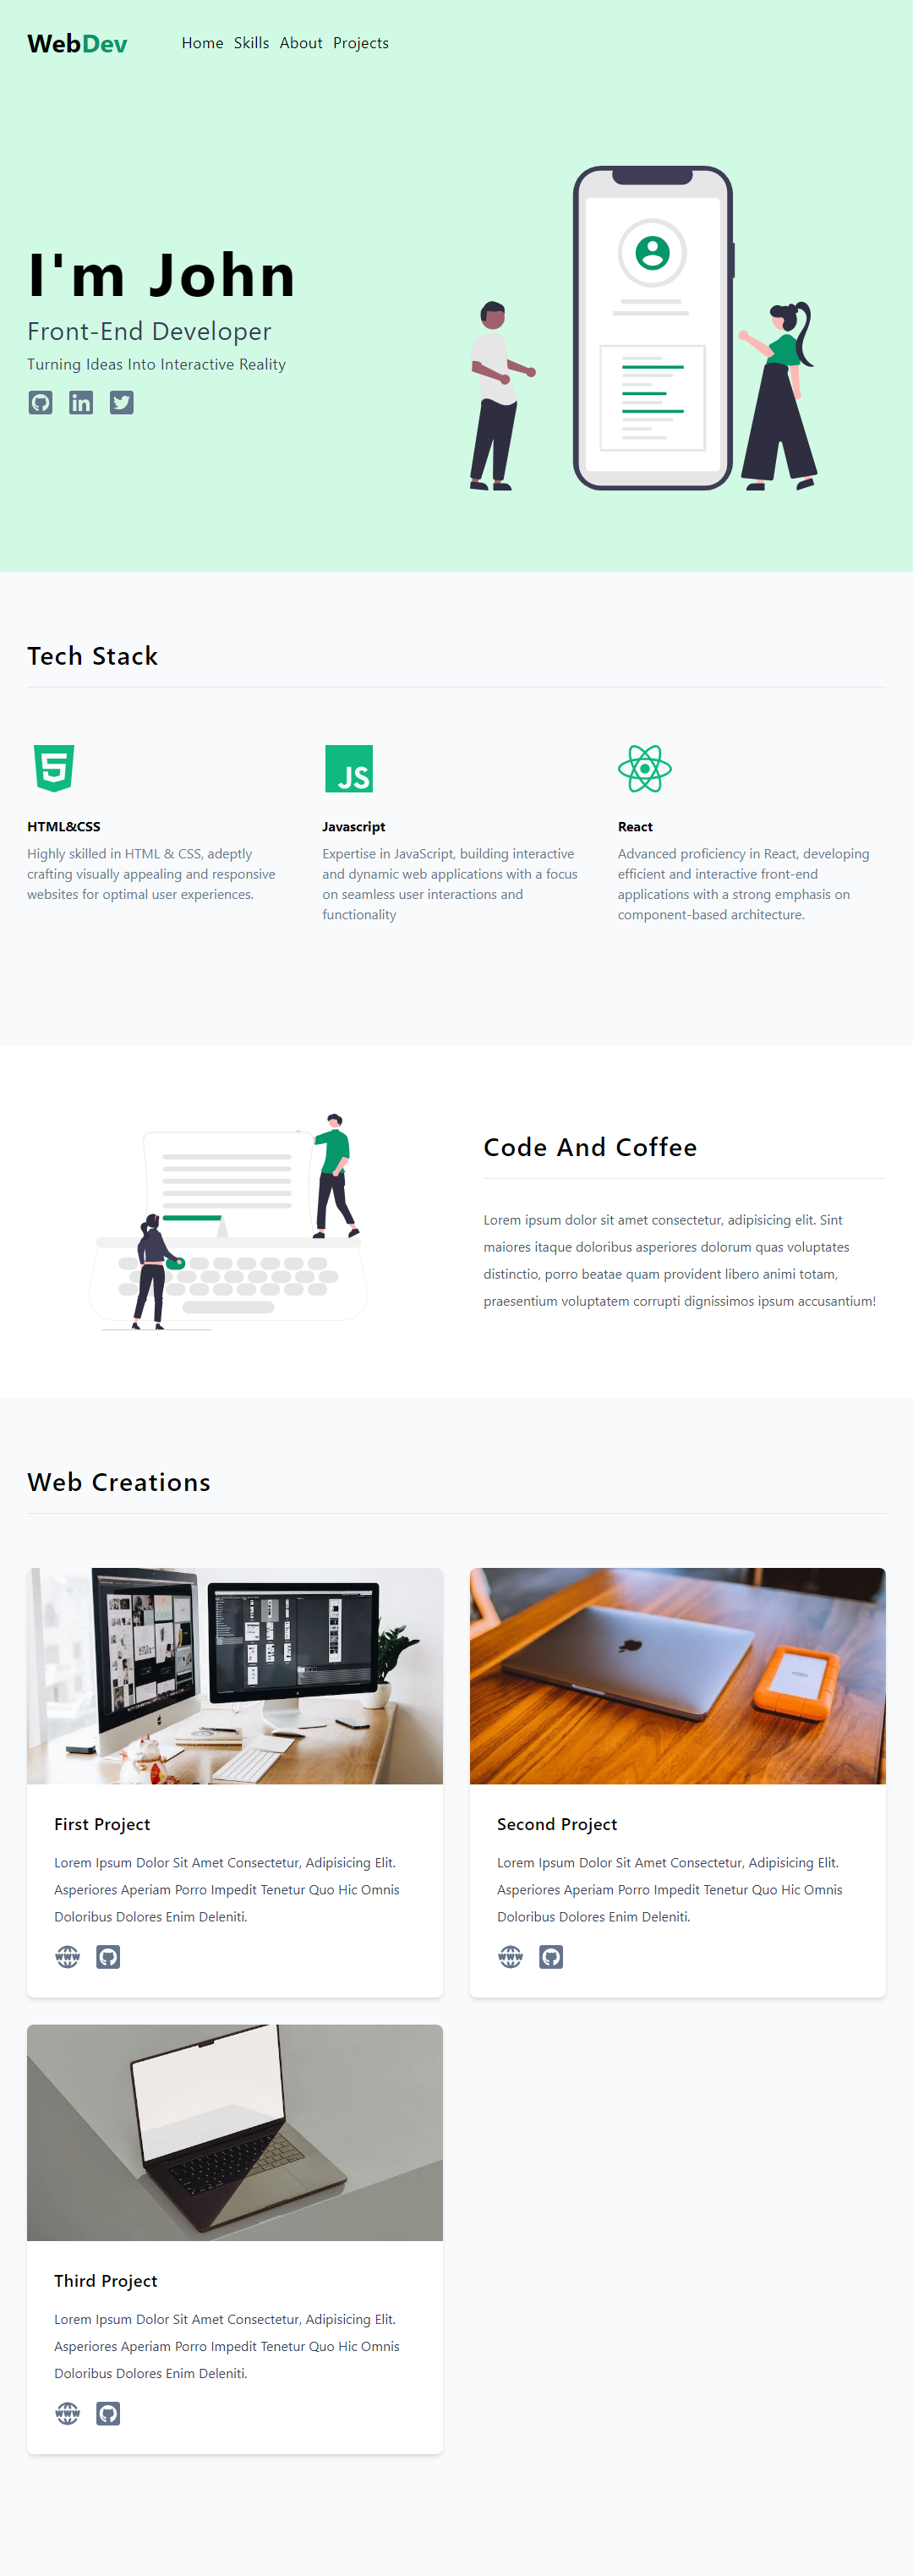 WebDev
Home Skills About Projects
I'm John
Front-End Developer
Turning Ideas Into Interactive Reality
Tech Stack
HTML&CSS
Highly skilled in HTML & CSS, adeptly
crafting visually appealing and responsive
websites for optimal user experiences.
Javascript
Expertise in JavaScript, building interactive
and dynamic web applications with a focus
on seamless user interactions and
functionality
React
Advanced proficiency in React, developing
efficient and interactive front-end
applications with a strong emphasis on
component-based architecture.
Code And Coffee
Lorem ipsum dolor sit amet consectetur, adipisicing elit. Sint
maiores itaque doloribus asperiores dolorum quas voluptates
distinctio, porro beatae quam provident libero animi totam,
praesentium voluptatem corrupti dignissimos ipsum accusantium!
Web Creations
First Project
Lorem Ipsum Dolor Sit Amet Consectetur, Adipisicing Elit.
Asperiores Aperiam Porro Impedit Tenetur Quo Hic Omnis
Doloribus Dolores Enim Deleniti.
Second Project
Lorem Ipsum Dolor Sit Amet Consectetur, Adipisicing Elit.
Asperiores Aperiam Porro Impedit Tenetur Quo Hic Omnis
Doloribus Dolores Enim Deleniti.
Third Project
Lorem Ipsum Dolor Sit Amet Consectetur, Adipisicing Elit.
Asperiores Aperiam Porro Impedit Tenetur Quo Hic Omnis
Doloribus Dolores Enim Deleniti.